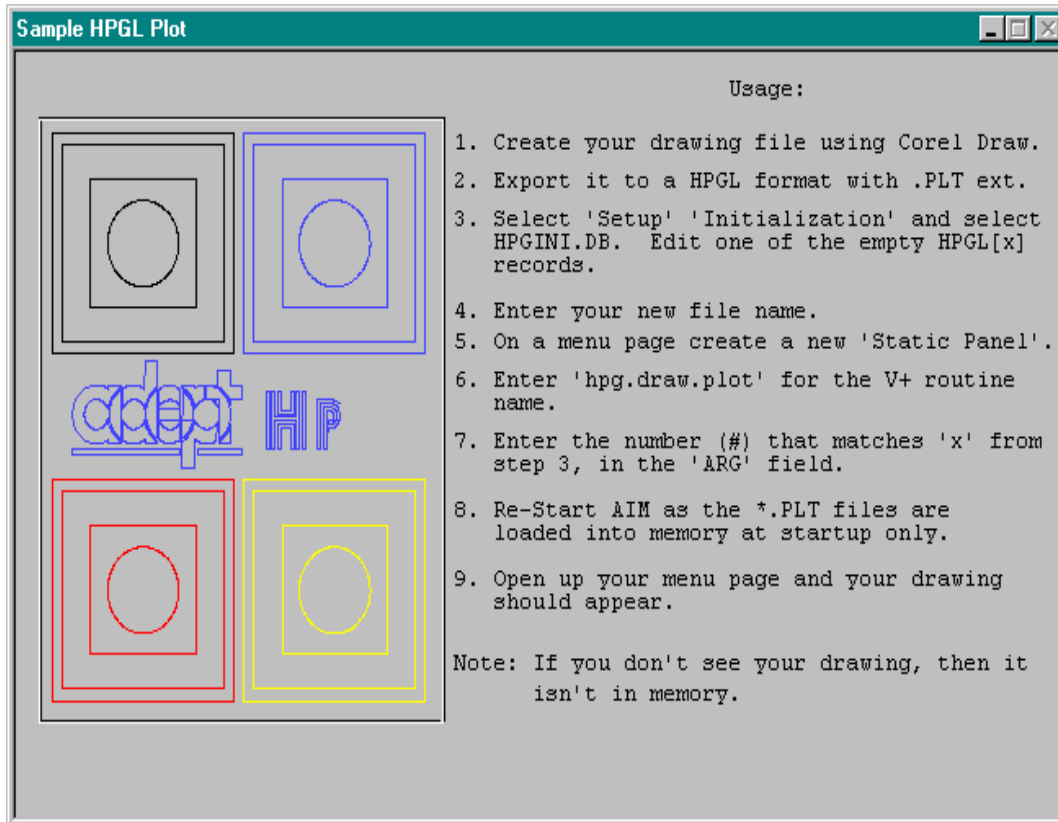 Sample HPGL Plot
Usage:
1. Create your drawing file using Corel Draw.
2. Export it to a HPGL format with .PLT ext.
3. Select 'Setup' 'Initialization' and select
HPGINI.DB.  Edit one of the empty HPGL[x]
records.
4. Enter your new file name.
5. On a menu page create a new 'Static Panel'.
6. Enter 'hpg.draw.plot' for the V+ routine
name.
7. Enter the number (#) that matches 'x' from
step 3, in the 'ARG' field.
8. Re-Start AIM as the *.PLT files are
loaded into memory at startup only.
9. Open up your menu page and your drawing
should appear.
Note: If you don't see your drawing, then it
isn't in memory.
adept Hp